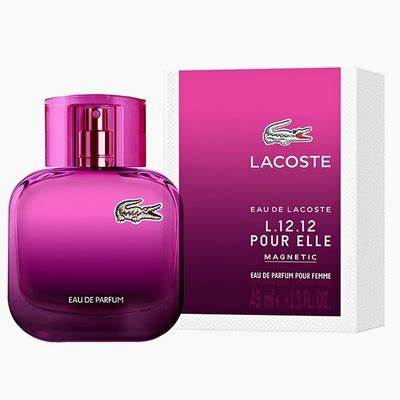 EAU DE PARFUM
LACOSTE
EAU DE LACOSTE
L.12.12
POUR ELLE
MAGNETIC
EAU DE PARFUM POUR FEMME
45 ml e 1.5 FL. OZ.